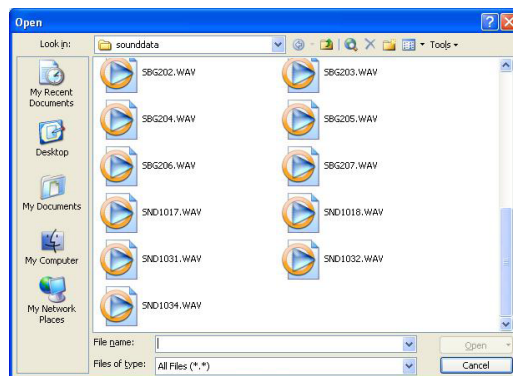 Open
Look in: sounddata Tools
SBG202.WAV SBG203.WAV
My Recent
Documents
SBG204.WAV SBG205.WAV
Desktop
SBG206.WAV SBG207.WAV
My Documents
SND1017.WAV SND1018.WAV
My Computer
SND1031.WAV SND1032.WAV
My Network
Places
SND1034.WAV
File name: Open
Files of type: All Files (*.*) Cancel